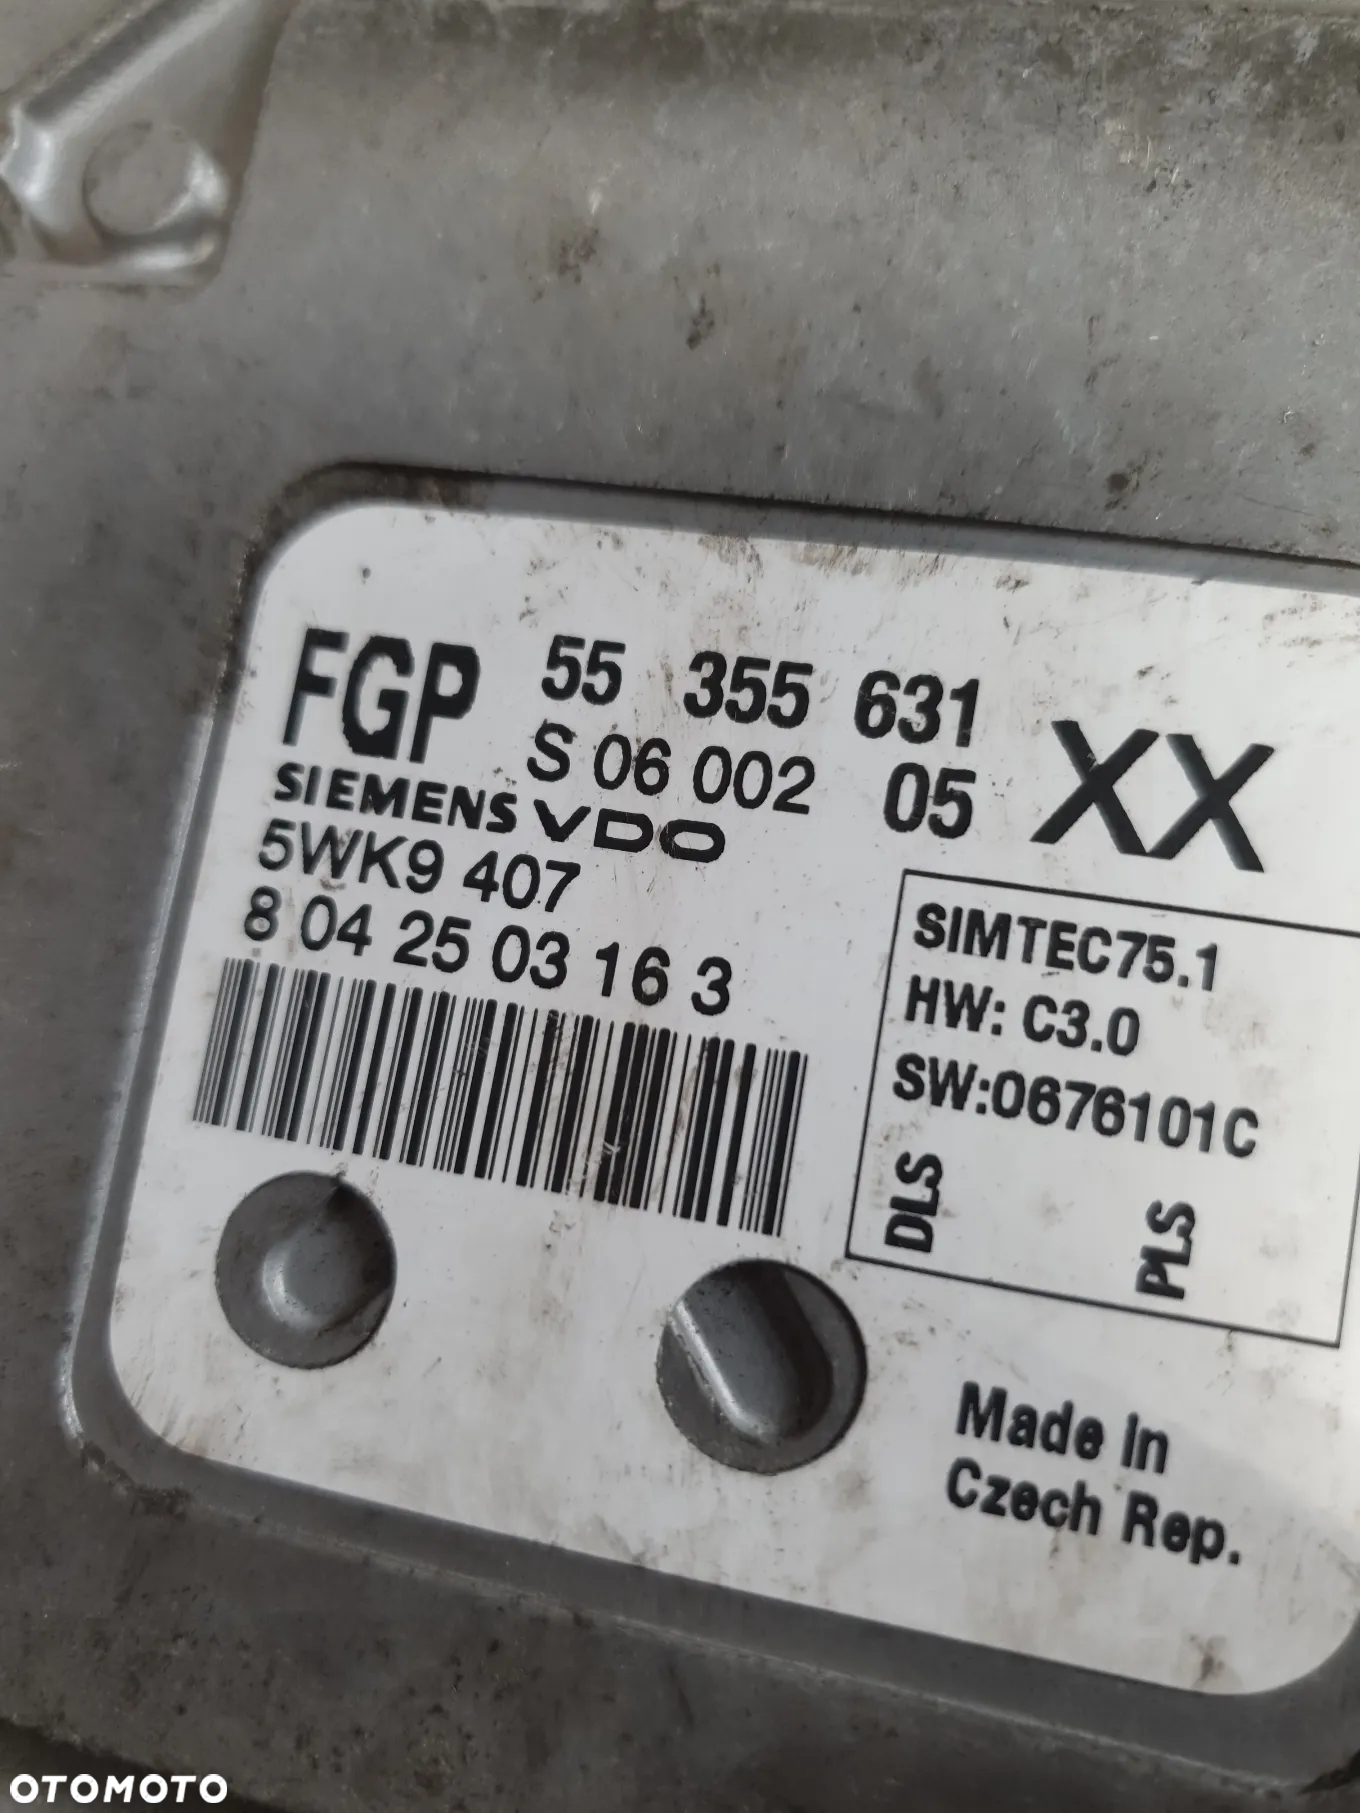 FGP 55 355 631 XX
S 06 002 05
SIEMENS VDO
5WK9 407
8 04 25 03 16 3
SIMTEC75.1
HW: C3.0
SW:0676101C
DLS PLS
Made in
Czech Rep.
OTOMOTO